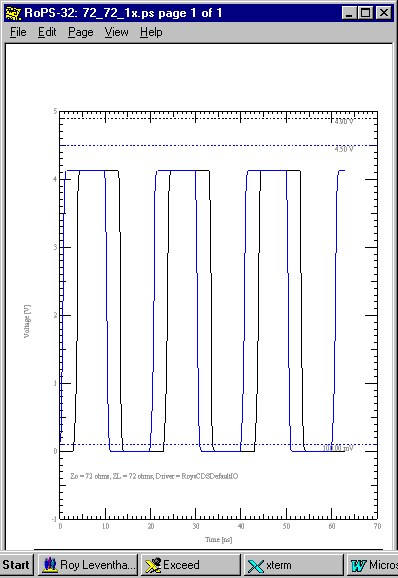 RoPS-32: 72_72_1x.ps page 1 of 1
File Edit Page View Help
5
4.90 V
4.50 V
4
3
2
Voltage [V]
1
100.00 mV
0
Zo = 72 ohms, ZL = 72 ohms, Driver = RoysCDSDefaultIO
-1
0 10 20 30 40 50 60 70
Time [ns]
Start Roy Leventha... Exceed xterm Micros